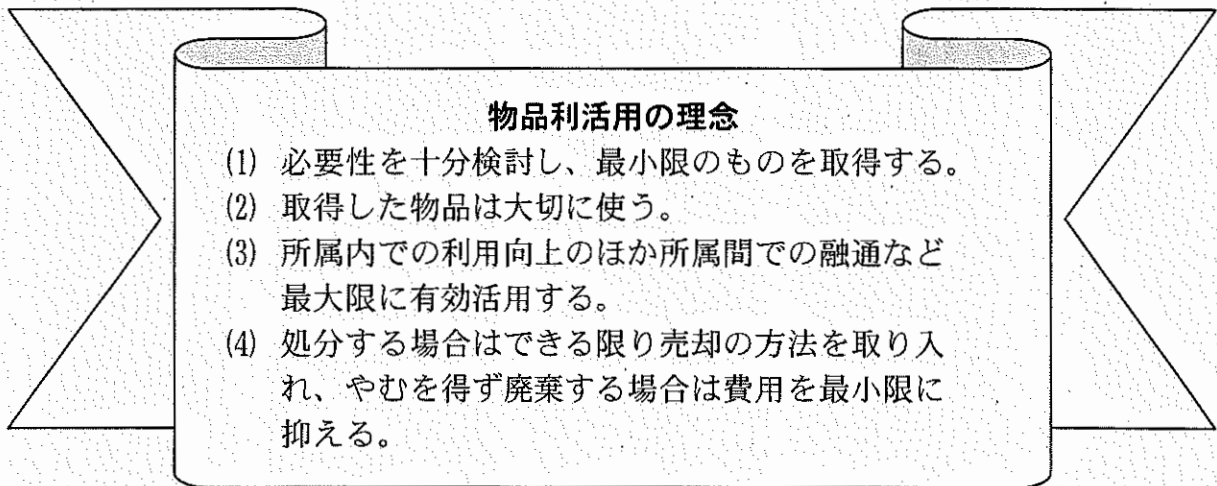 物品利活用の理念
(1) 必要性を十分検討し、最小限のものを取得する。
(2) 取得した物品は大切に使う。
(3) 所属内での利用向上のほか所属間での融通など
最大限に有効活用する。
(4) 処分する場合はできる限り売却の方法を取り入
れ、やむを得ず廃棄する場合は費用を最小限に
抑える。